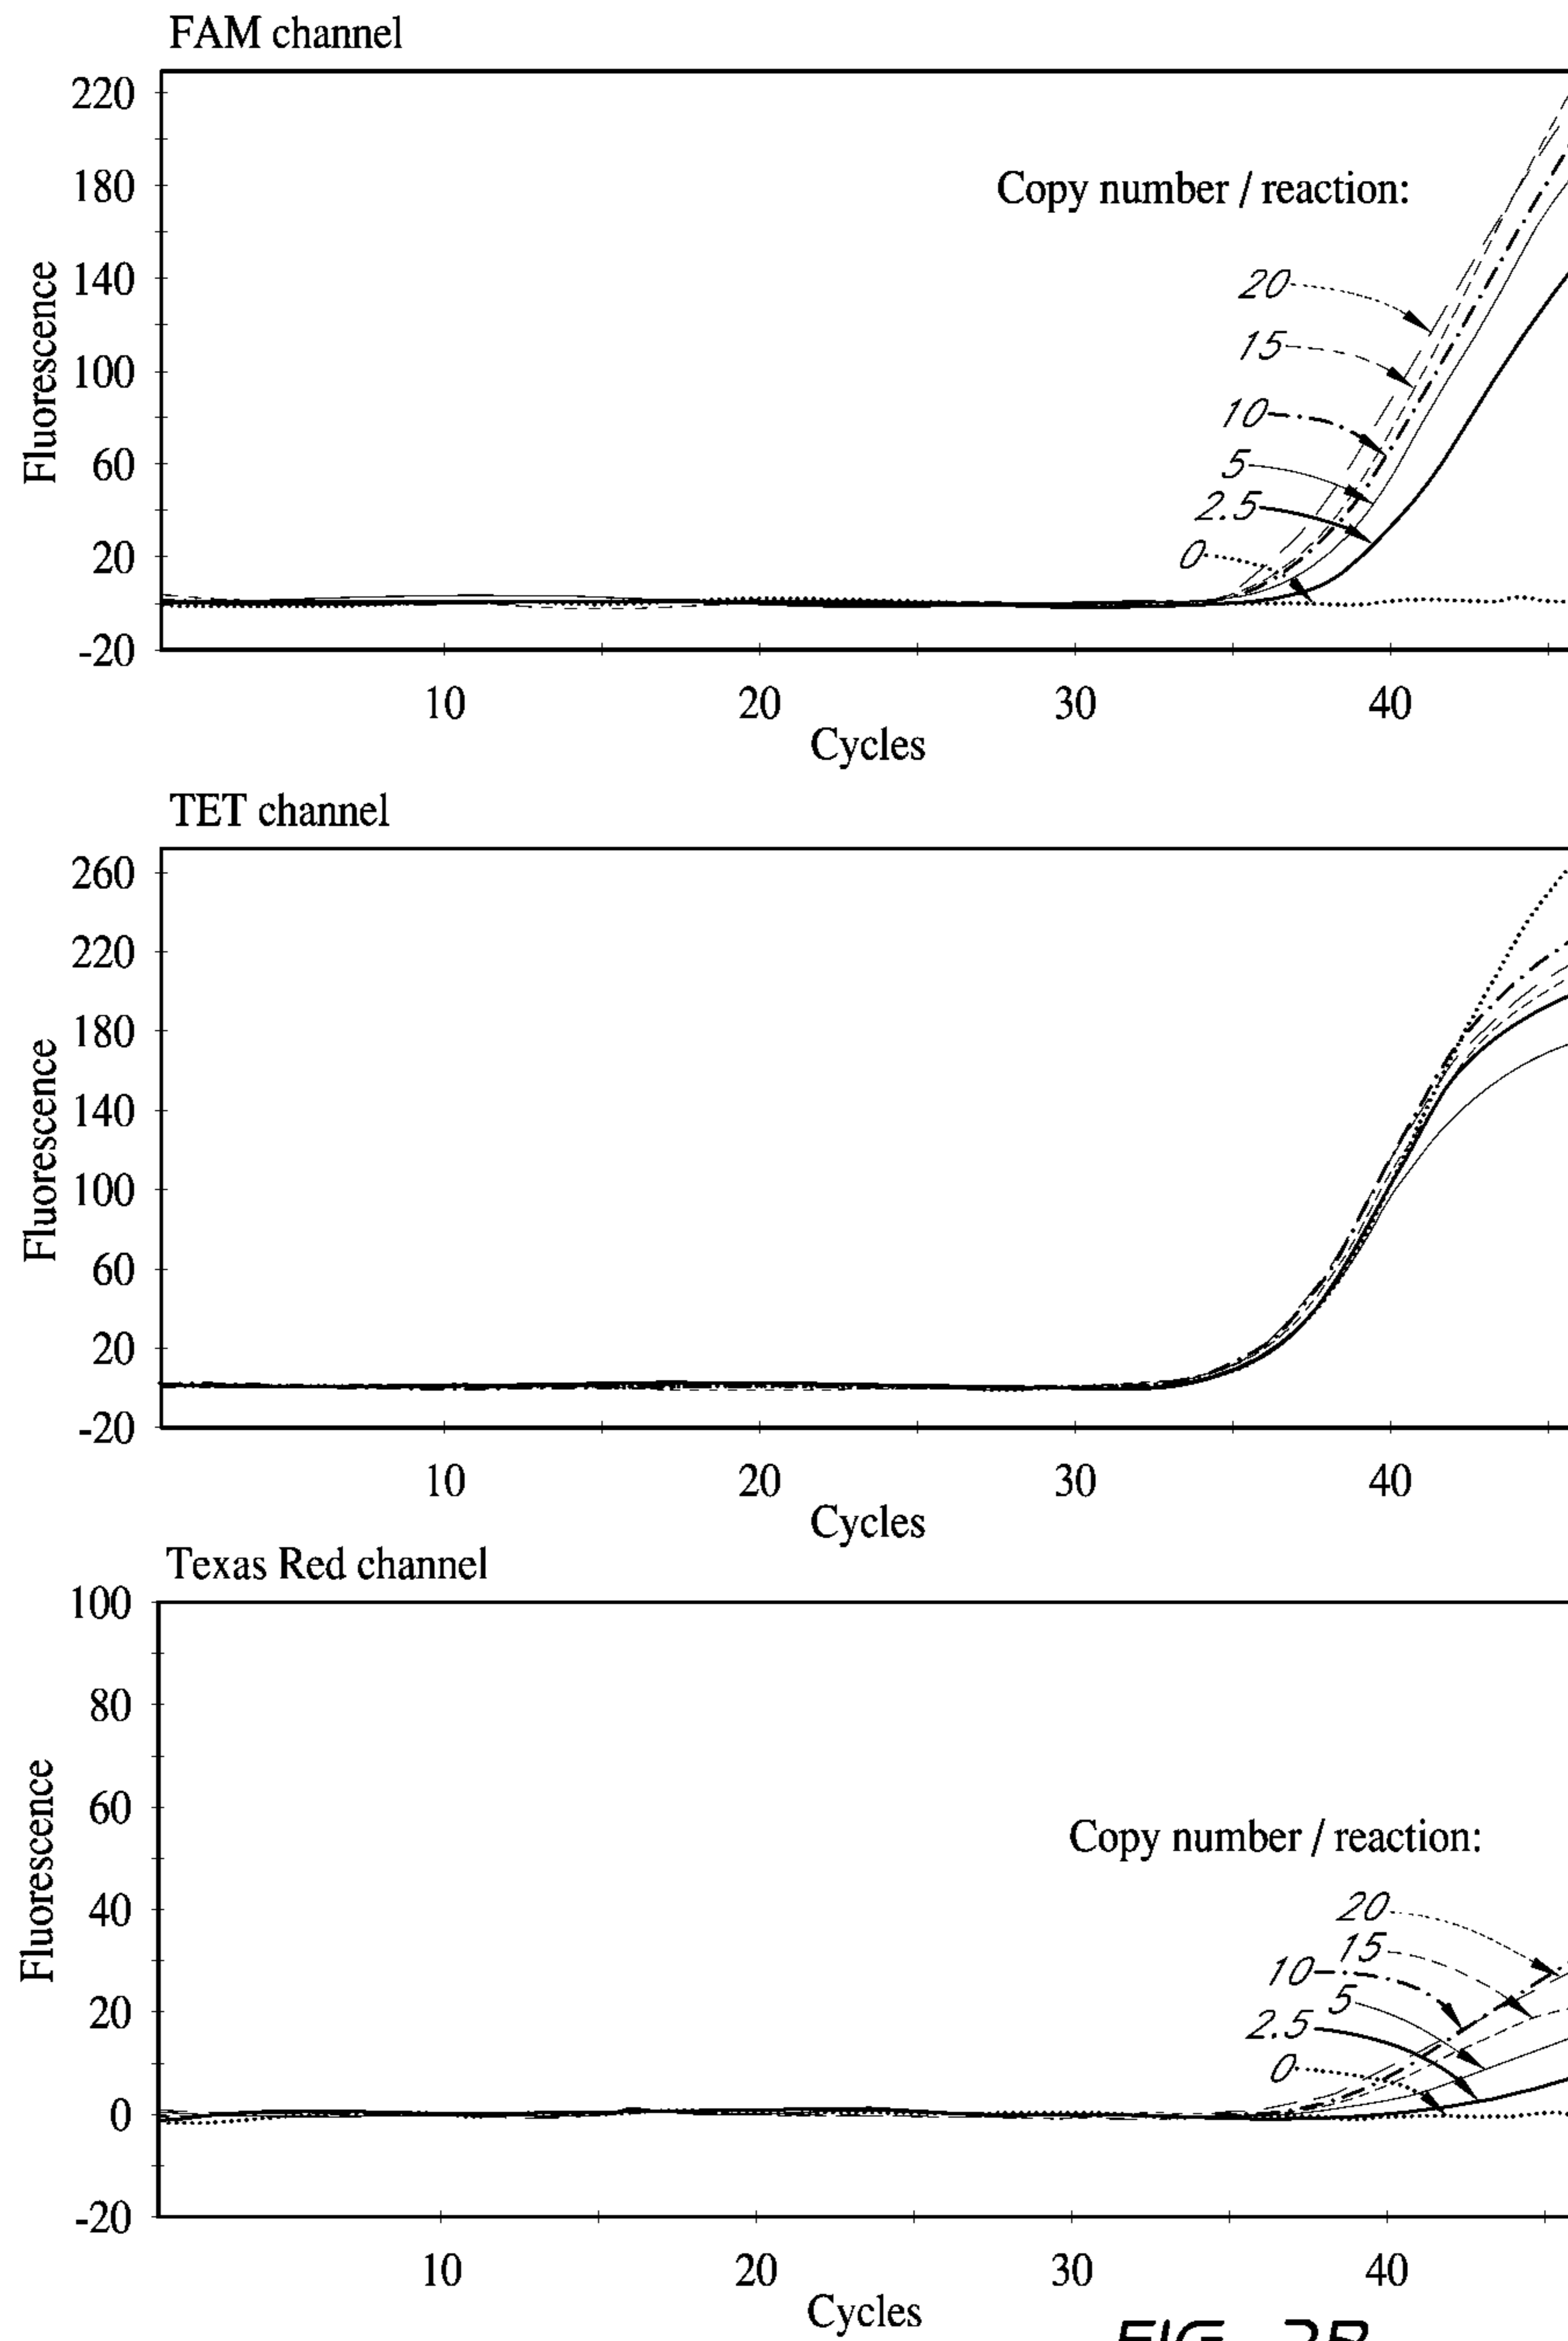 FAM channel
220
180
140
100
60
20
-20
Fluorescence
Copy number / reaction:
20
15
10
5
2.5
0
10 20 30 40
Cycles
TET channel
260
220
180
140
100
60
20
-20
Fluorescence
10 20 30 40
Cycles
Texas Red channel
100
80
60
40
20
0
-20
Fluorescence
Copy number / reaction:
20
15
10
5
2.5
0
10 20 30 40
Cycles